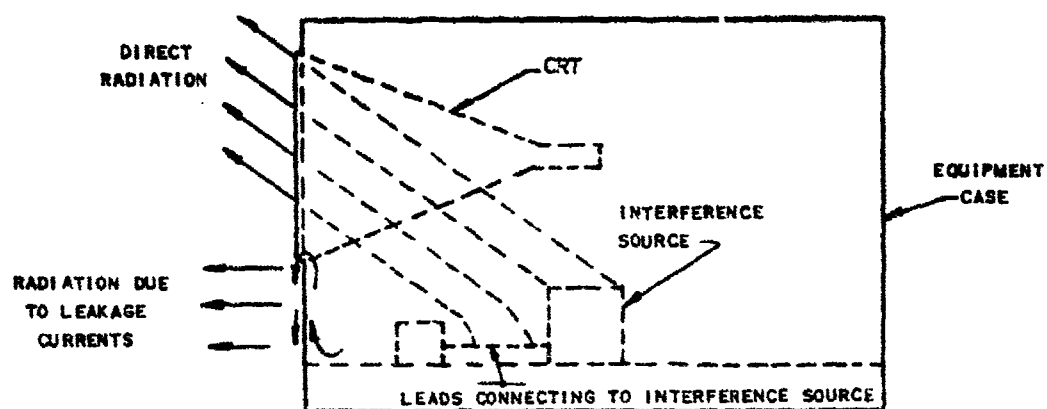 DIRECT
RADIATION
CRT
EQUIPMENT
CASE
INTERFERENCE
SOURCE
RADIATION DUE
TO LEAKAGE
CURRENTS
LEADS CONNECTING TO INTERFERENCE SOURCE